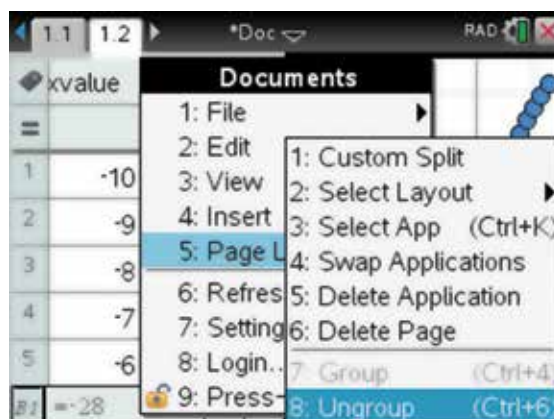 1.1 1.2 *Doc RAD
xvalue
=
1 -10
2 -9
3 -8
4 -7
5 -6
B1 =-28
Documents
1: File
2: Edit
3: View
4: Insert
5: Page L
6: Refres
7: Setting
8: Login..
9: Press-
1: Custom Split
2: Select Layout
3: Select App (Ctrl+K)
4: Swap Applications
5: Delete Application
6: Delete Page
7: Group (Ctrl+4)
8: Ungroup (Ctrl+6